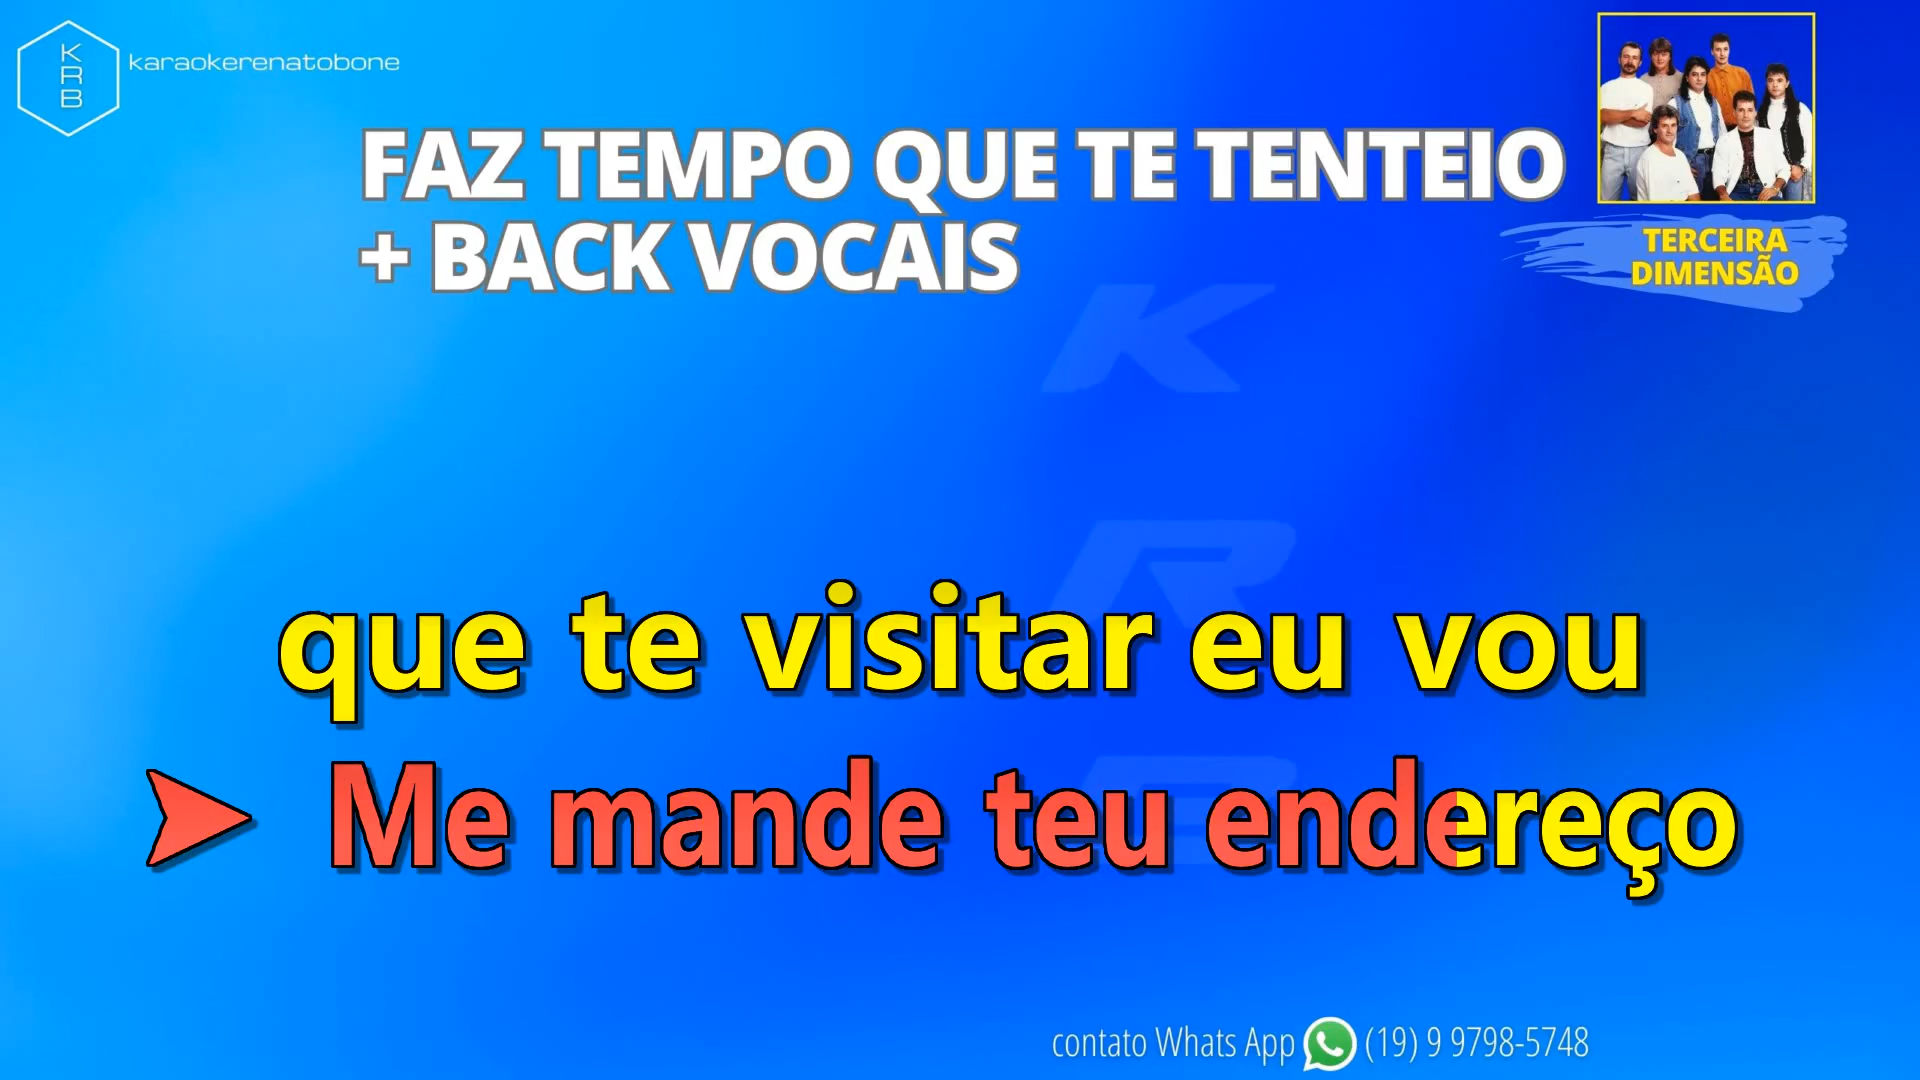 K
R
B
karaokerenatobone
FAZ TEMPO QUE TE TENTEIO
+ BACK VOCAIS
TERCEIRA
DIMENSÃO
K
R
B
que te visitar eu vou
Me mande teu endereço
contato Whats App (19) 9 9798-5748